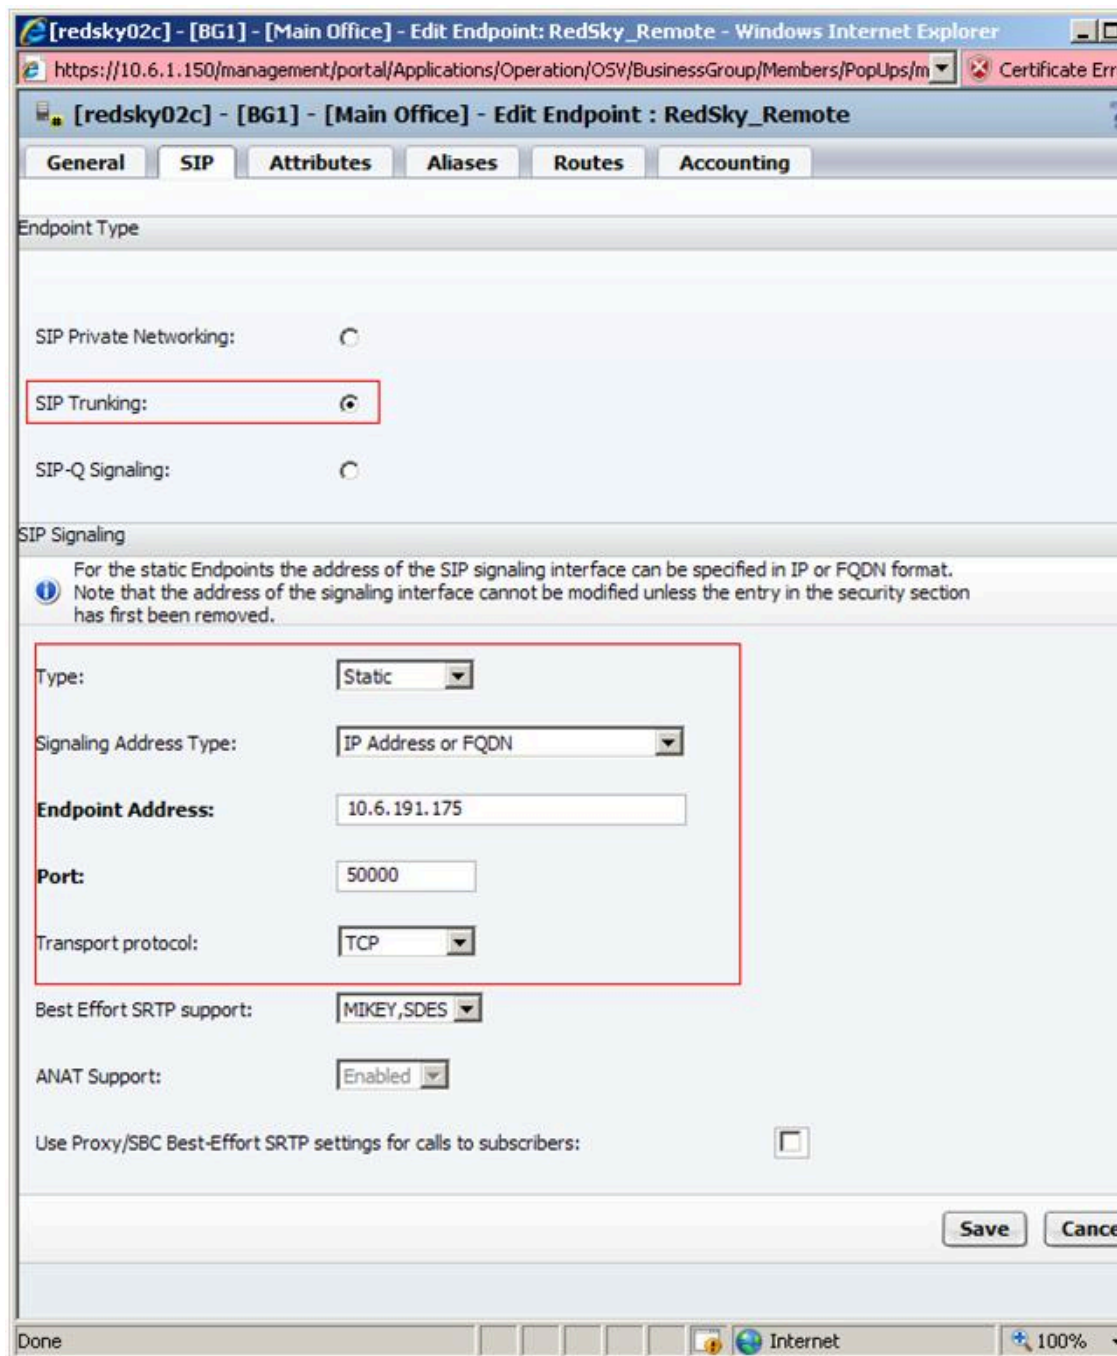 [redsky02c] - [BG1] - [Main Office] - Edit Endpoint: RedSky_Remote - Windows Internet Explorer
https://10.6.1.150/management/portal/Applications/Operation/OSV/BusinessGroup/Members/PopUps/m
Certificate Err
[redsky02c] - [BG1] - [Main Office] - Edit Endpoint : RedSky_Remote
General SIP Attributes Aliases Routes Accounting
Endpoint Type
SIP Private Networking:
SIP Trunking:
SIP-Q Signaling:
SIP Signaling
For the static Endpoints the address of the SIP signaling interface can be specified in IP or FQDN format.
Note that the address of the signaling interface cannot be modified unless the entry in the security section
has first been removed.
Type: Static
Signaling Address Type: IP Address or FQDN
Endpoint Address: 10.6.191.175
Port: 50000
Transport protocol: TCP
Best Effort SRTP support: MIKEY,SDES
ANAT Support: Enabled
Use Proxy/SBC Best-Effort SRTP settings for calls to subscribers:
Save Cance
Done Internet 100%